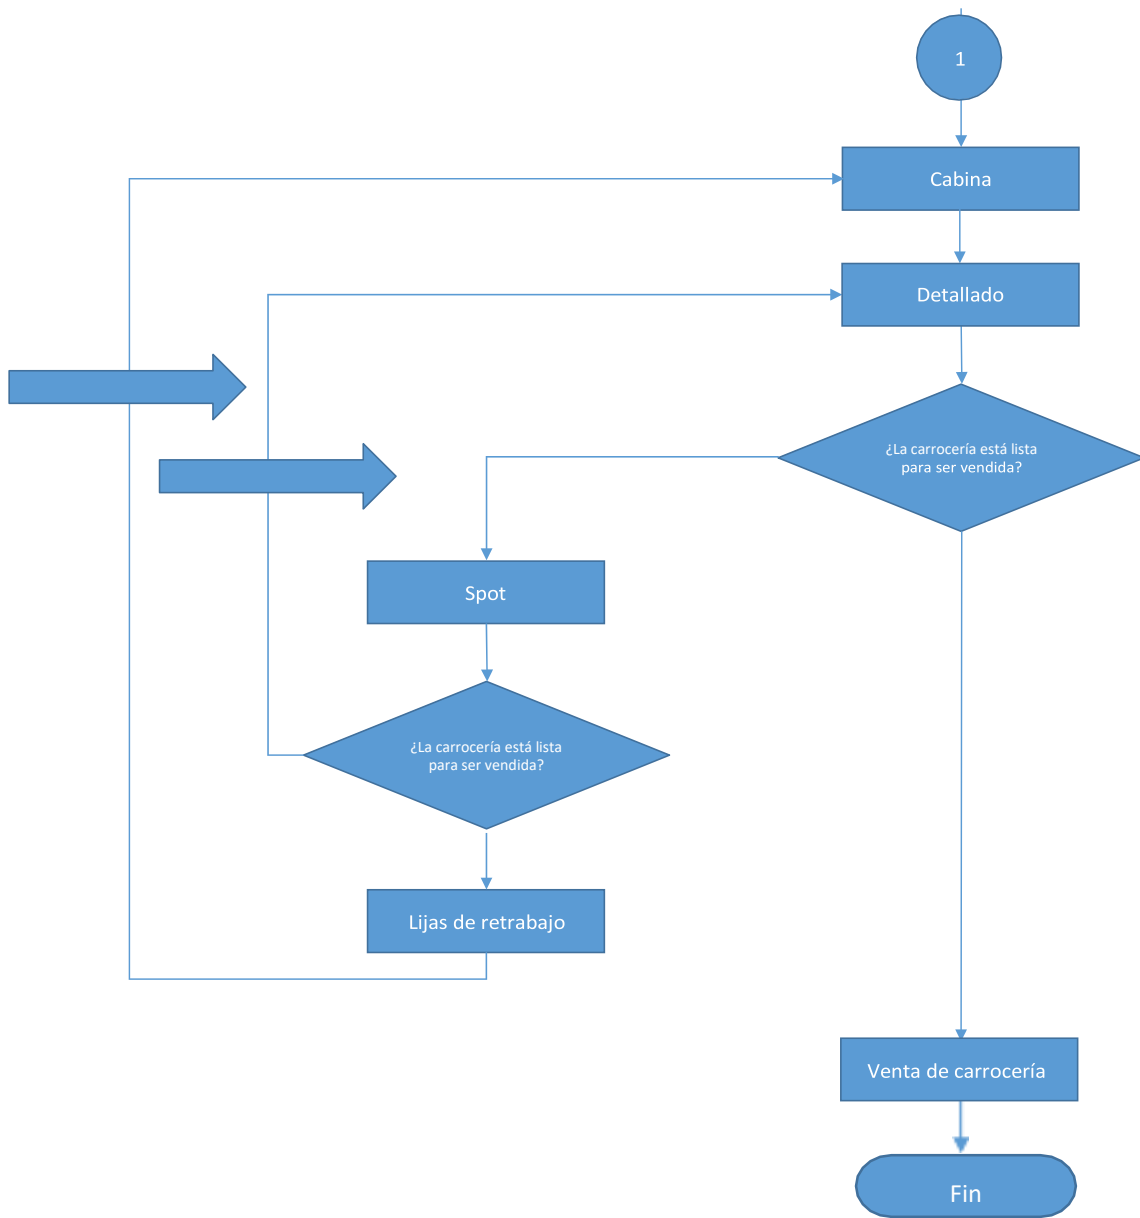 1
Cabina
Detallado
¿La carrocería está lista
para ser vendida?
Spot
¿La carrocería está lista
para ser vendida?
Lijas de retrabajo
Venta de carrocería
Fin